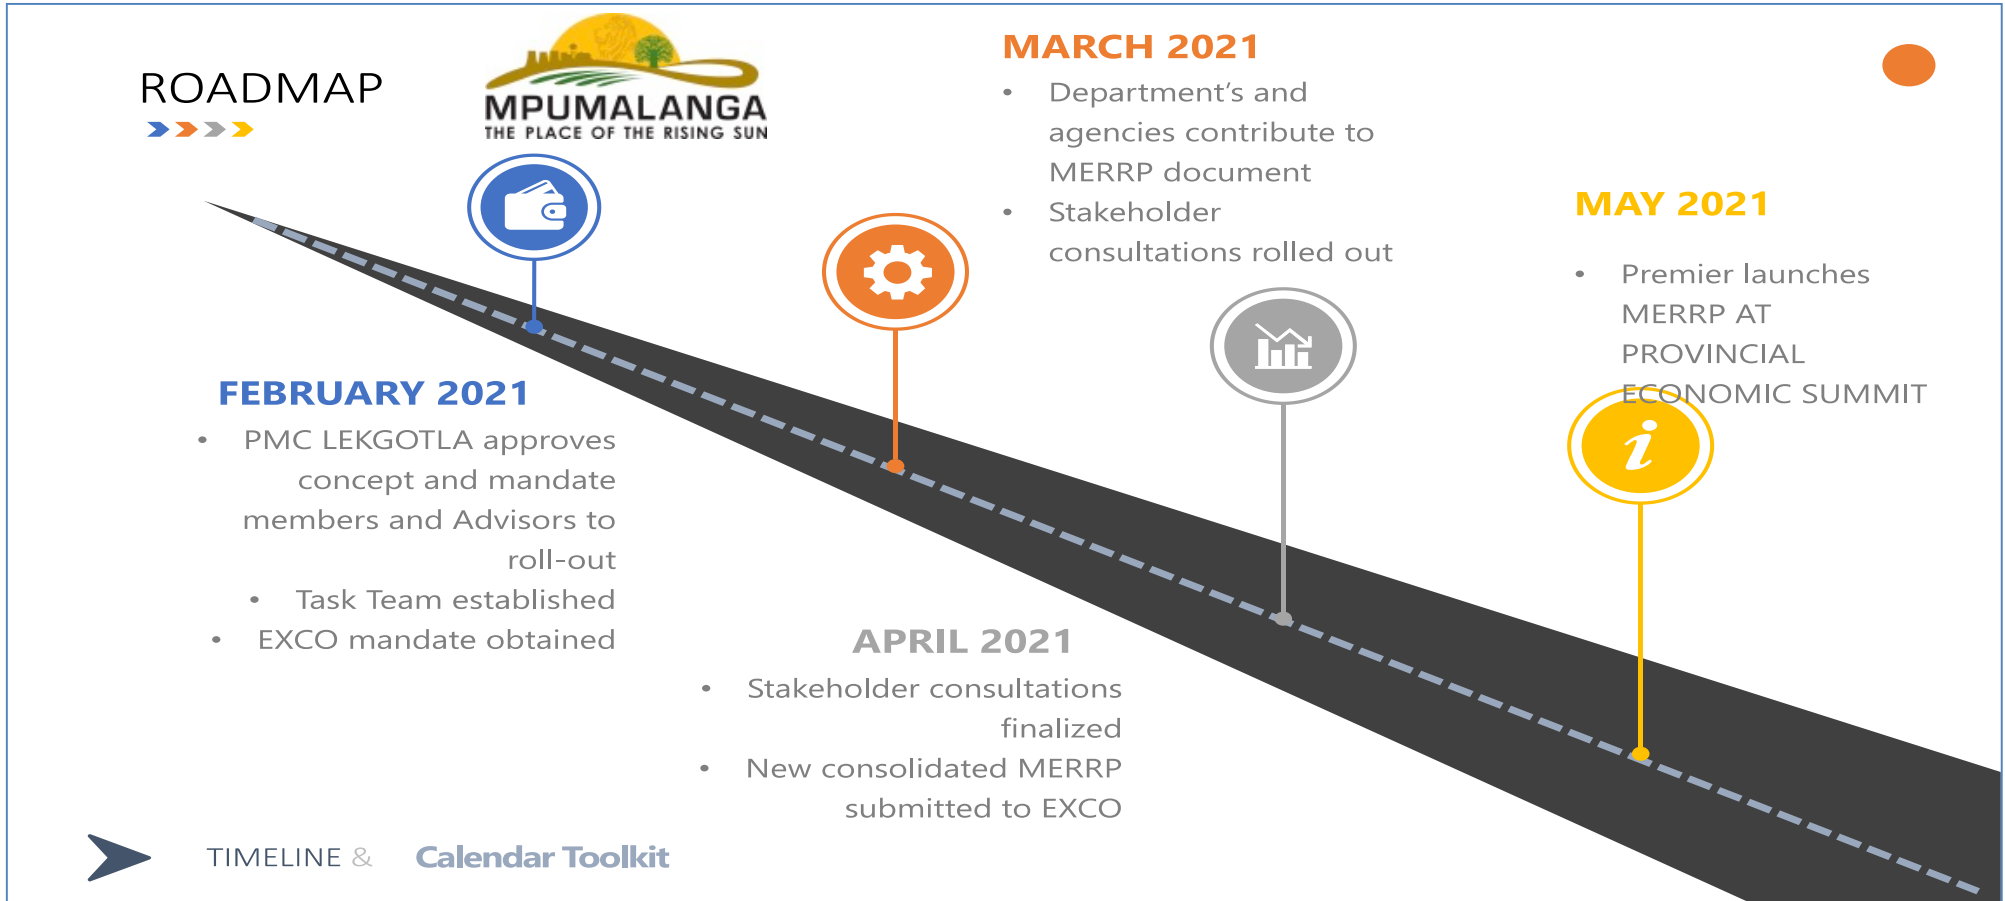 ROADMAP
MPUMALANGA
THE PLACE OF THE RISING SUN
FEBRUARY 2021
• PMC LEKGOTLA approves
concept and mandate
members and Advisors to
roll-out
• Task Team established
• EXCO mandate obtained
MARCH 2021
• Department’s and
agencies contribute to
MERRP document
• Stakeholder
consultations rolled out
APRIL 2021
• Stakeholder consultations
finalized
• New consolidated MERRP
submitted to EXCO
MAY 2021
• Premier launches
MERRP AT
PROVINCIAL
ECONOMIC SUMMIT
i
TIMELINE & Calendar Toolkit